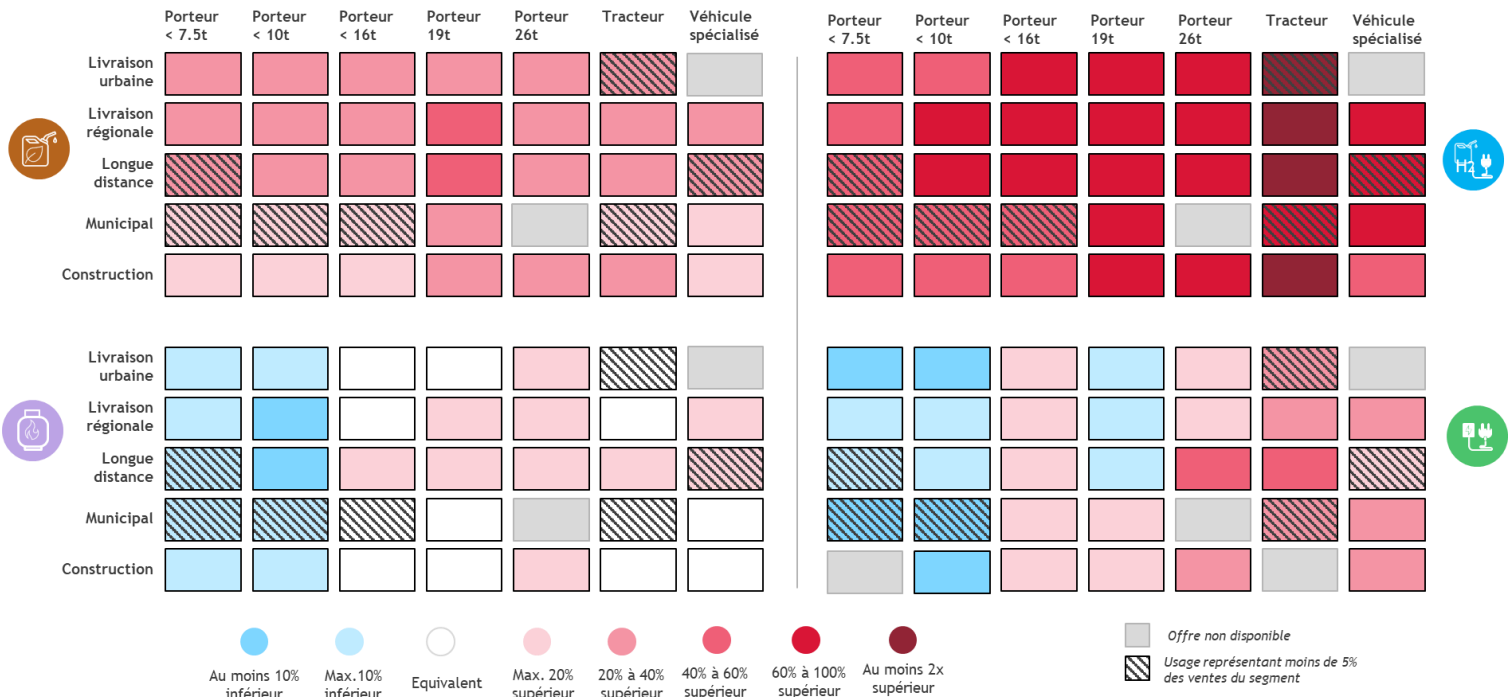 Porteur
< 7.5t
Porteur
< 10t
Porteur
< 16t
Porteur
19t
Porteur
26t
Tracteur
Véhicule
spécialisé
Livraison
urbaine
Livraison
régionale
Longue
distance
Municipal
Construction
Porteur
< 7.5t
Porteur
< 10t
Porteur
< 16t
Porteur
19t
Porteur
26t
Tracteur
Véhicule
spécialisé
H2
Livraison
urbaine
Livraison
régionale
Longue
distance
Municipal
Construction
Au moins 10%
inférieur
Max.10%
inférieur
Equivalent
Max. 20%
supérieur
20% à 40%
supérieur
40% à 60%
supérieur
60% à 100%
supérieur
Au moins 2x
supérieur
Offre non disponible
Usage représentant moins de 5%
des ventes du segment